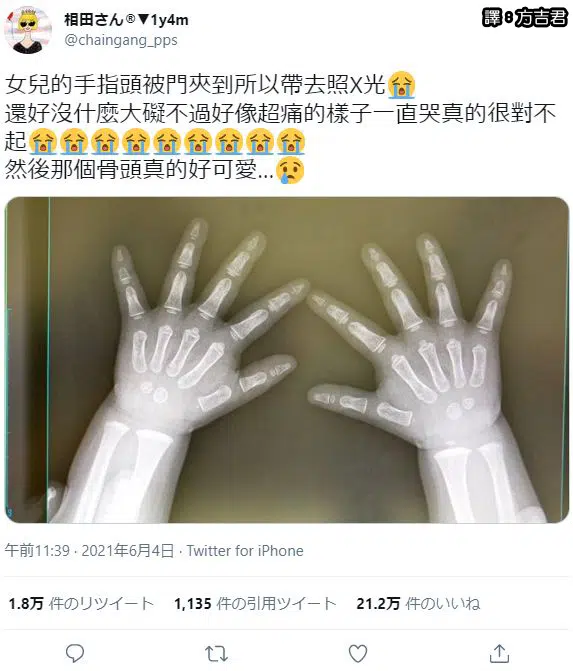 相田さん®▼1y4m
譯8方吉君
@chaingang_pps
女兒的手指頭被門夾到所以帶去照X光😭
還好沒什麼大礙不過好像超痛的樣子一直哭真的很對不
起😭😭😭😭😭😭😭😭😭
然後那個骨頭真的好可愛...😢
午前11:39 · 2021年6月4日 · Twitter for iPhone
1.8万 件のリツイート 1,135 件の引用ツイート 21.2万 件のいいね